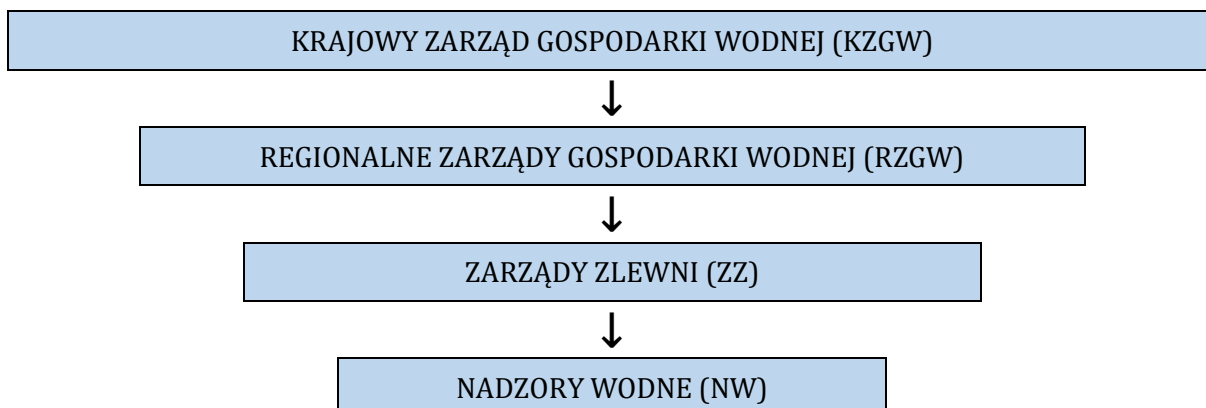 KRAJOWY ZARZĄD GOSPODARKI WODNEJ (KZGW)
REGIONALNE ZARZĄDY GOSPODARKI WODNEJ (RZGW)
ZARZĄDY ZLEWNI (ZZ)
NADZORY WODNE (NW)